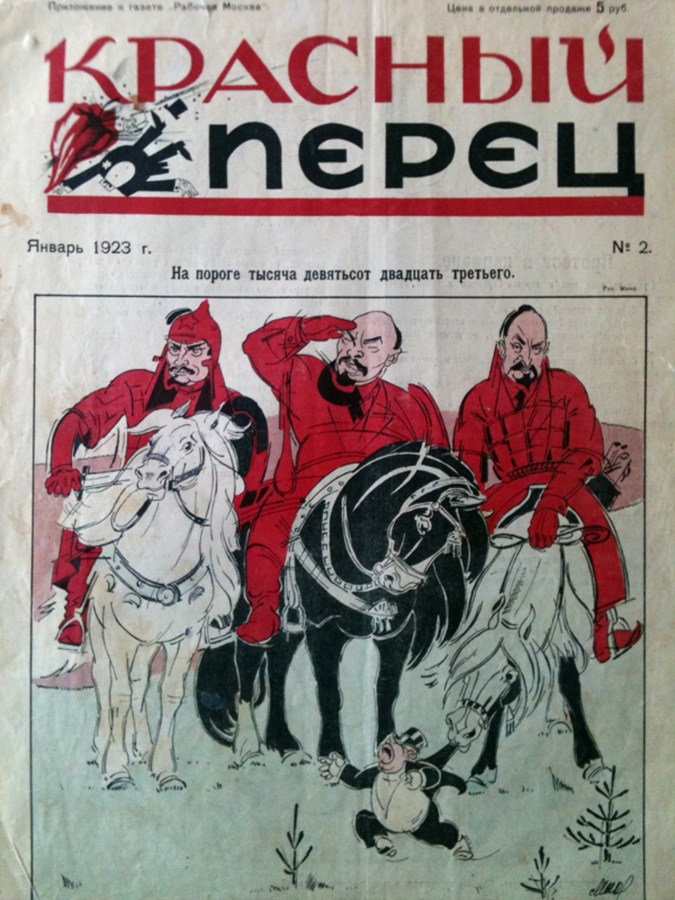 Приложение к газете „Рабочая Москва“.
Цена в отдельной продаже 5 руб.
КРАСНЫЙ
ПЕРЕЦ
Январь 1923 г.
№ 2.
На пороге тысяча девятьсот двадцать третьего.
Рис.